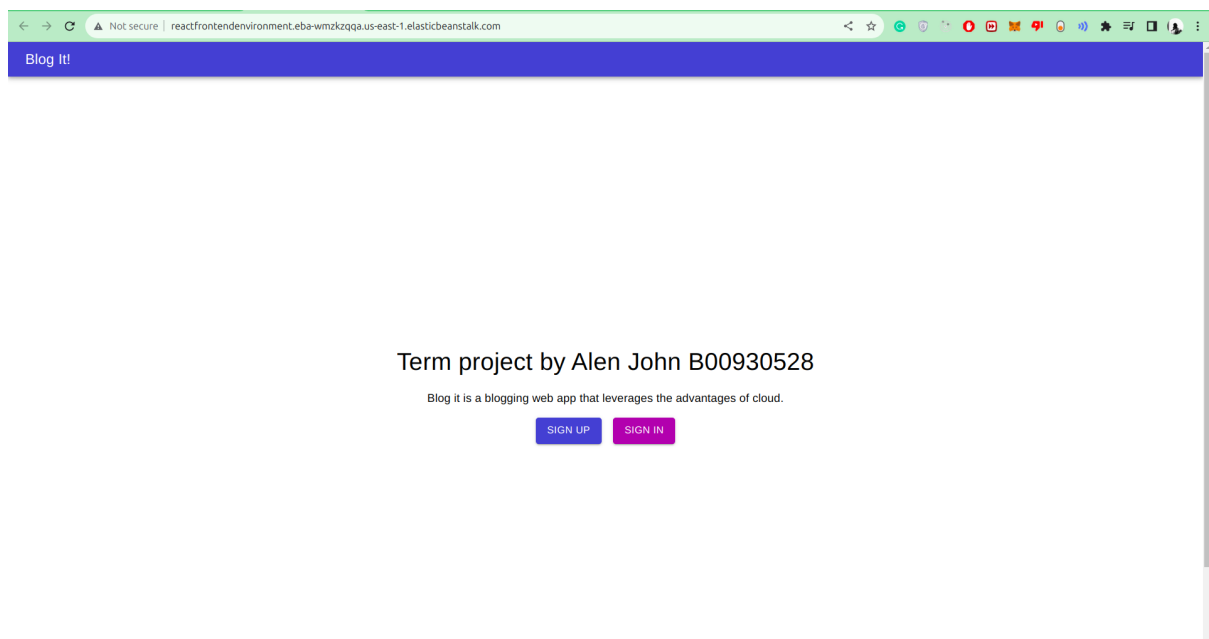 Not secure
reactfrontendenvironment.eba-wmzkzqqa.us-east-1.elasticbeanstalk.com
Blog It!
Term project by Alen John B00930528
Blog it is a blogging web app that leverages the advantages of cloud.
SIGN UP
SIGN IN